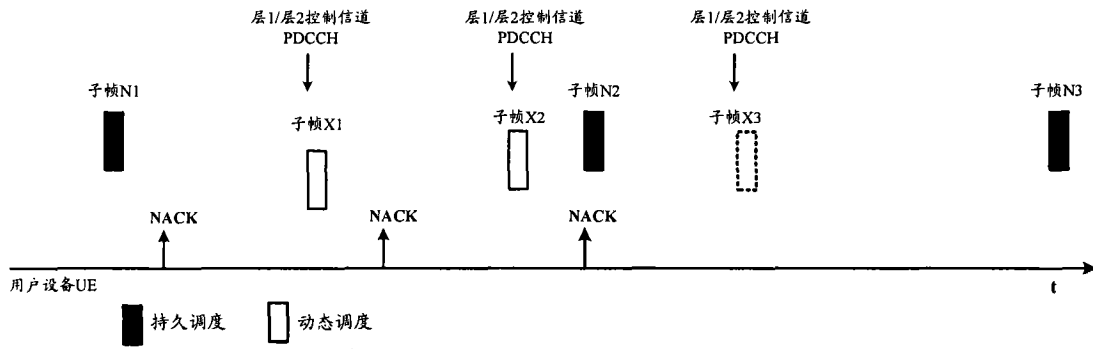 层1/层2控制信道
PDCCH
层1/层2控制信道
PDCCH
层1/层2控制信道
PDCCH
子帧N1
子帧X1
子帧X2
子帧N2
子帧X3
子帧N3
NACK
NACK
NACK
用户设备UE
t
持久调度
动态调度